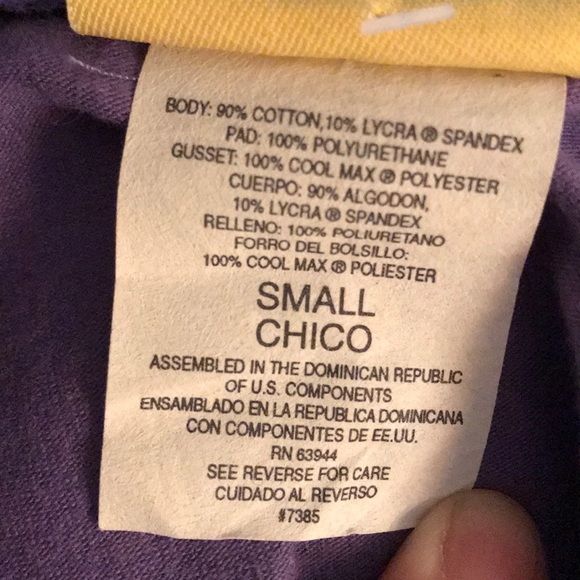 BODY: 90% COTTON,10% LYCRA ® SPANDEX
PAD: 100% POLYURETHANE
GUSSET: 100% COOL MAX ® POLYESTER
CUERPO: 90% ALGODON,
10% LYCRA ® SPANDEX
RELLENO: 100% POLIURETANO
FORRO DEL BOLSILLO:
100% COOL MAX ® POLIESTER
SMALL
CHICO
ASSEMBLED IN THE DOMINICAN REPUBLIC
OF U.S. COMPONENTS
ENSAMBLADO EN LA REPUBLICA DOMINICANA
CON COMPONENTES DE EE.UU.
RN 63944
SEE REVERSE FOR CARE
CUIDADO AL REVERSO
#7385